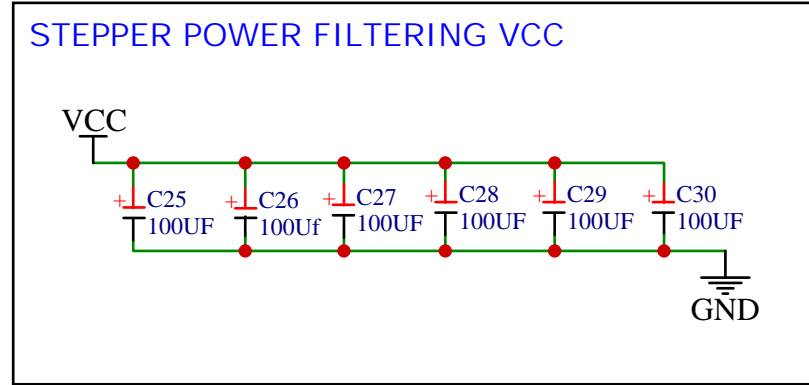 STEPPER POWER FILTERING VCC
VCC
+ C25
100UF
+ C26
100Uf
+ C27
100UF
+ C28
100UF
+ C29
100UF
+ C30
100UF
GND